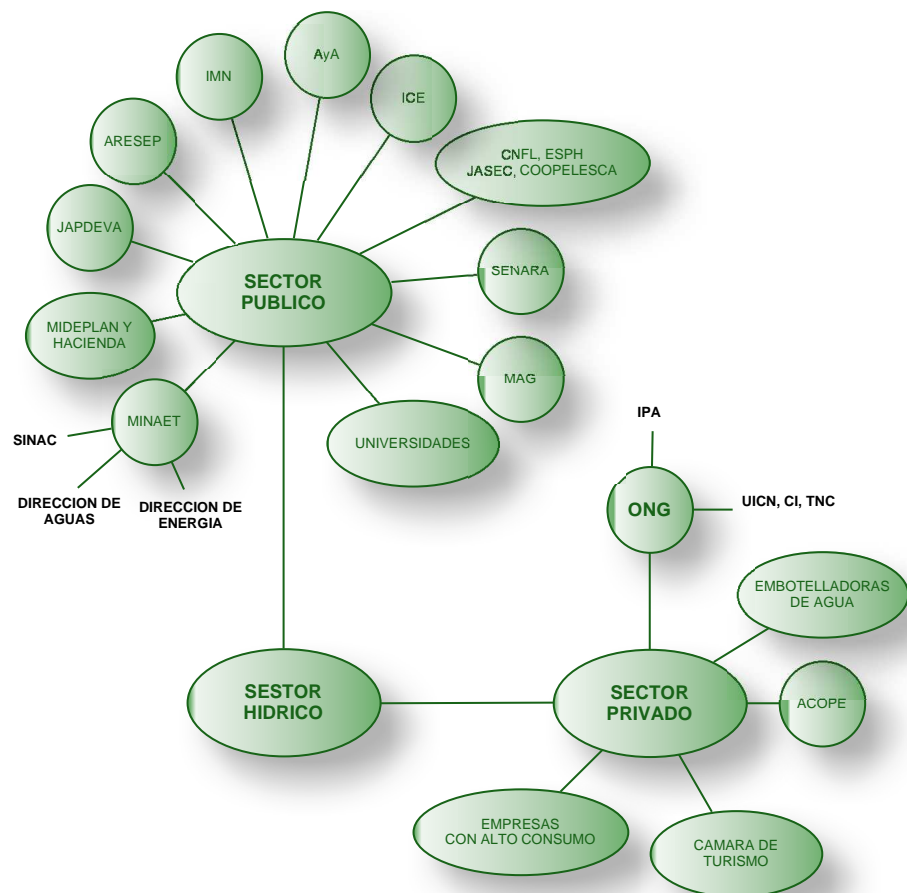 AyA
IMN
ICE
ARESEP
CNFL, ESPH
JASEC, COOPELESCA
JAPDEVA
SENARA
SECTOR
PUBLICO
MIDEPLAN Y
HACIENDA
MAG
MINAET
SINAC
UNIVERSIDADES
DIRECCION DE
AGUAS
DIRECCION DE
ENERGIA
IPA
ONG
UICN, CI, TNC
EMBOTELLADORAS
DE AGUA
SESTOR
HIDRICO
SECTOR
PRIVADO
ACOPE
EMPRESAS
CON ALTO CONSUMO
CAMARA DE
TURISMO